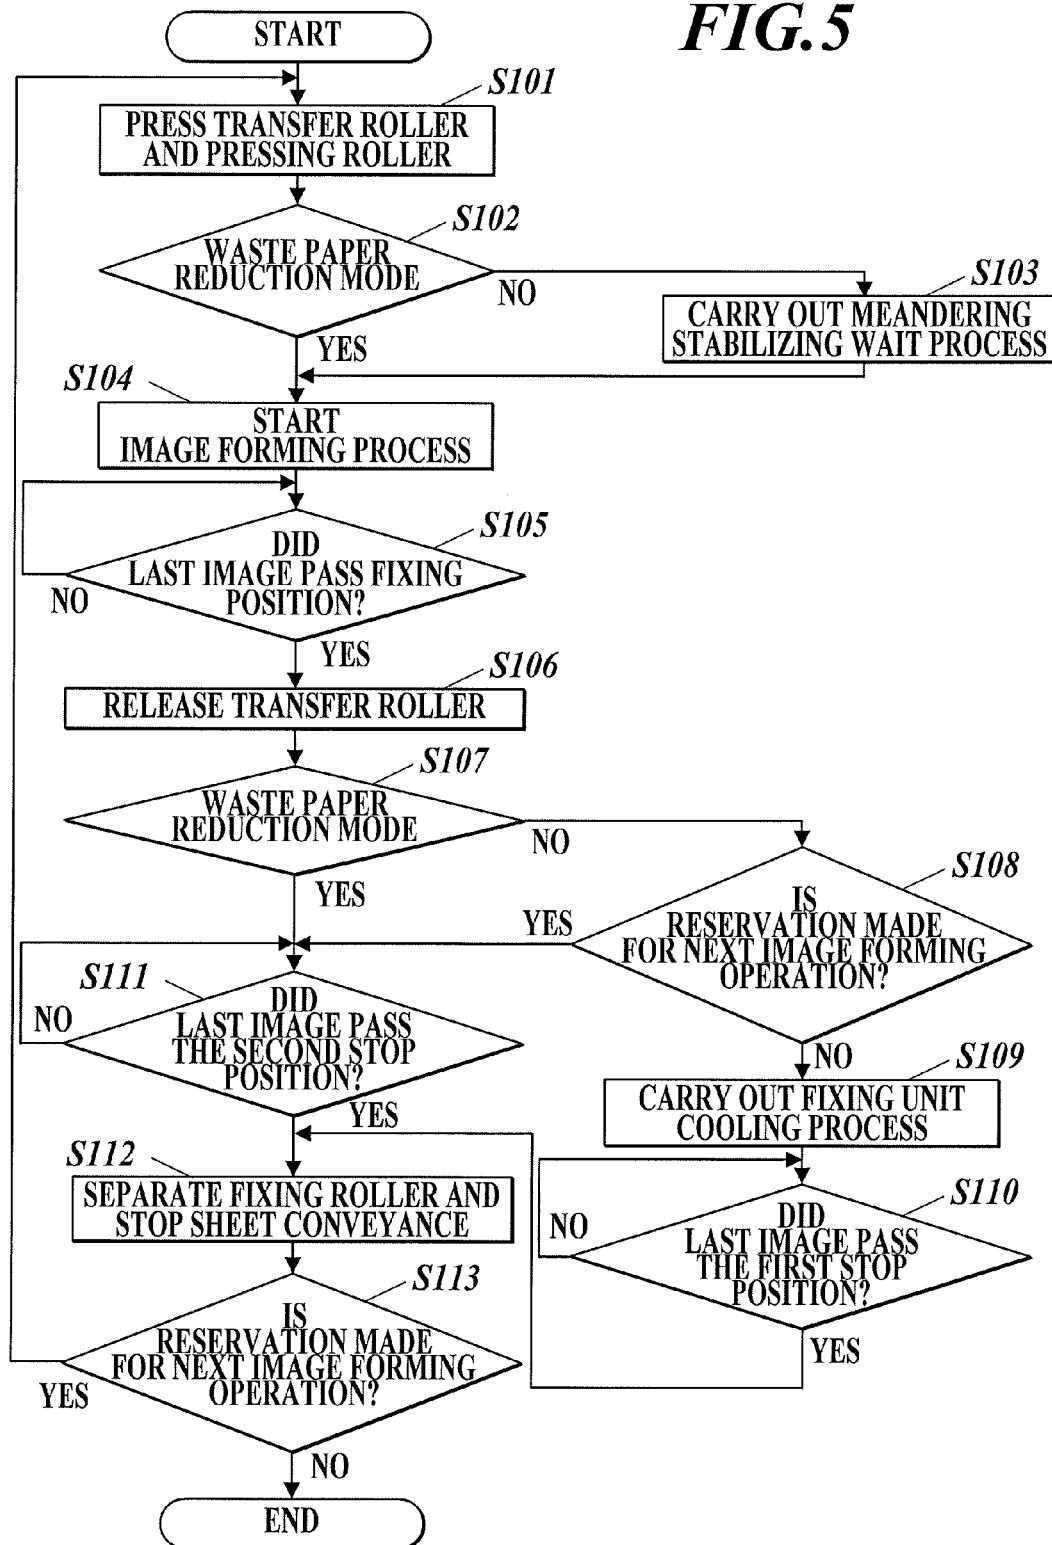 FIG.5
START
S101
PRESS TRANSFER ROLLER
AND PRESSING ROLLER
S102
WASTE PAPER
REDUCTION MODE
NO
YES
S103
CARRY OUT MEANDERING
STABILIZING WAIT PROCESS
S104
START
IMAGE FORMING PROCESS
S105
DID
LAST IMAGE PASS FIXING
POSITION?
NO
YES
S106
RELEASE TRANSFER ROLLER
S107
WASTE PAPER
REDUCTION MODE
NO
YES
S108
IS
RESERVATION MADE
FOR NEXT IMAGE FORMING
OPERATION?
YES
NO
S109
CARRY OUT FIXING UNIT
COOLING PROCESS
S110
DID
LAST IMAGE PASS
THE FIRST STOP
POSITION?
NO
YES
S111
DID
LAST IMAGE PASS
THE SECOND STOP
POSITION?
NO
YES
S112
SEPARATE FIXING ROLLER AND
STOP SHEET CONVEYANCE
S113
IS
RESERVATION MADE
FOR NEXT IMAGE FORMING
OPERATION?
YES
NO
END